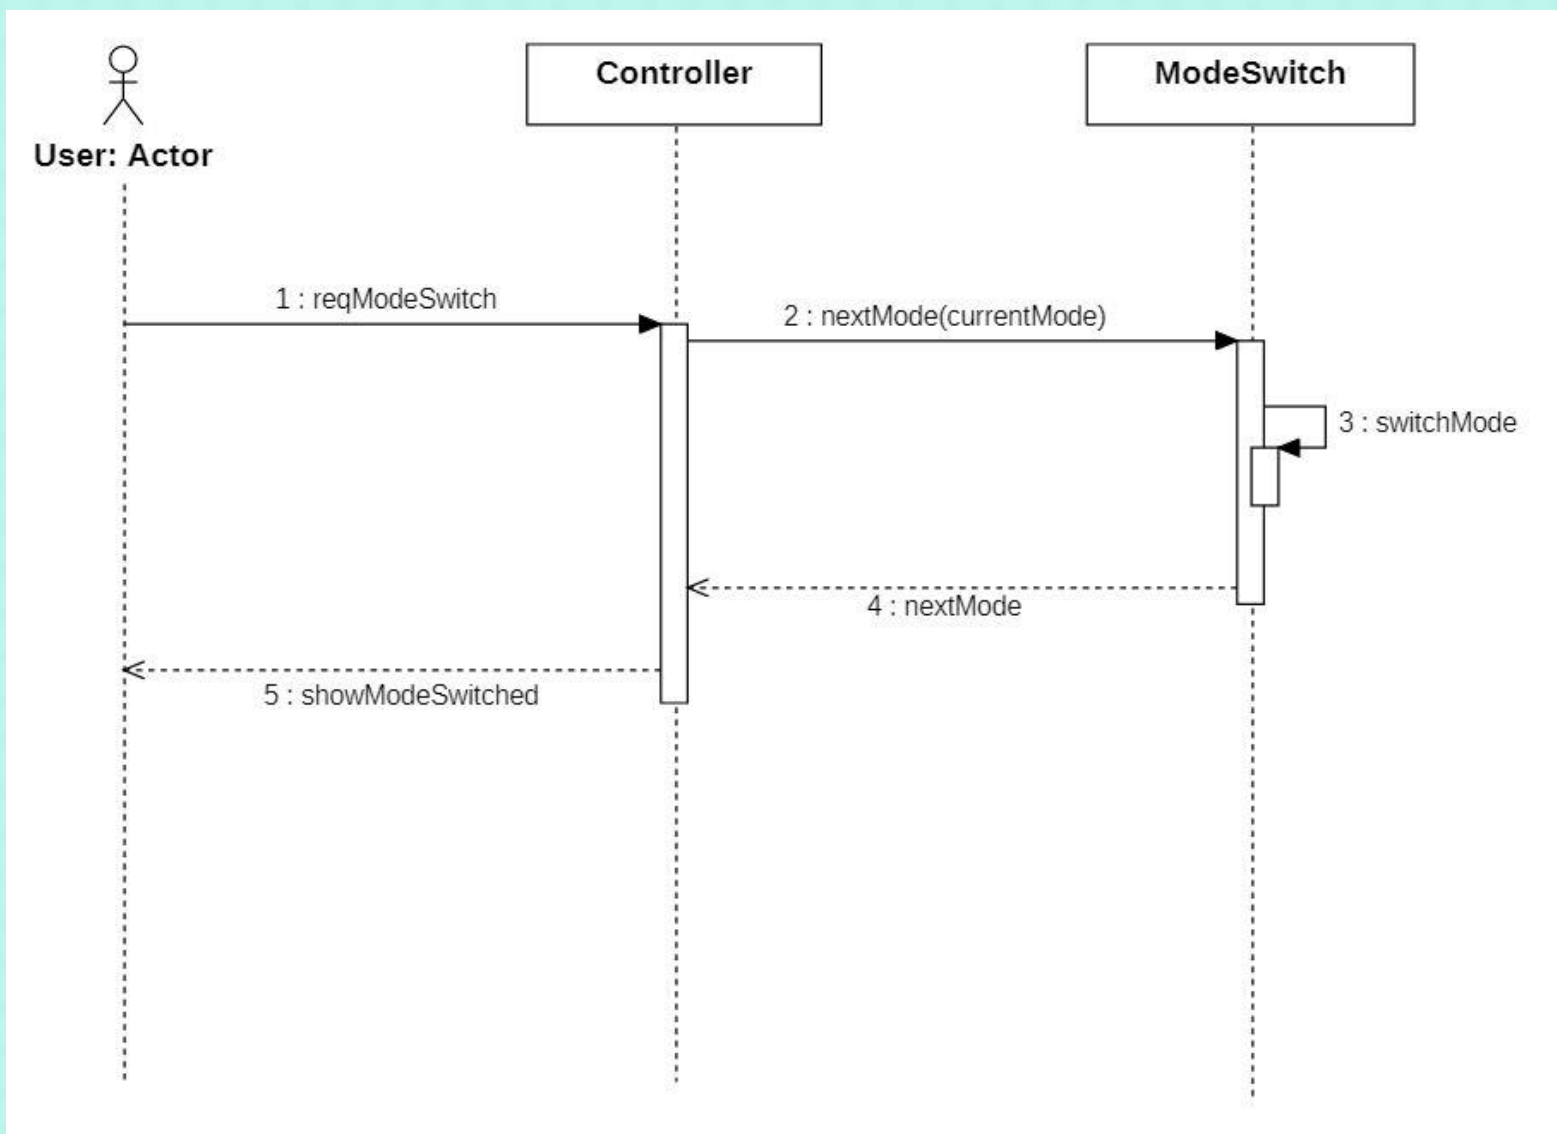 Controller
ModeSwitch
User: Actor
1 : reqModeSwitch
2 : nextMode(currentMode)
3 : switchMode
4 : nextMode
5 : showModeSwitched